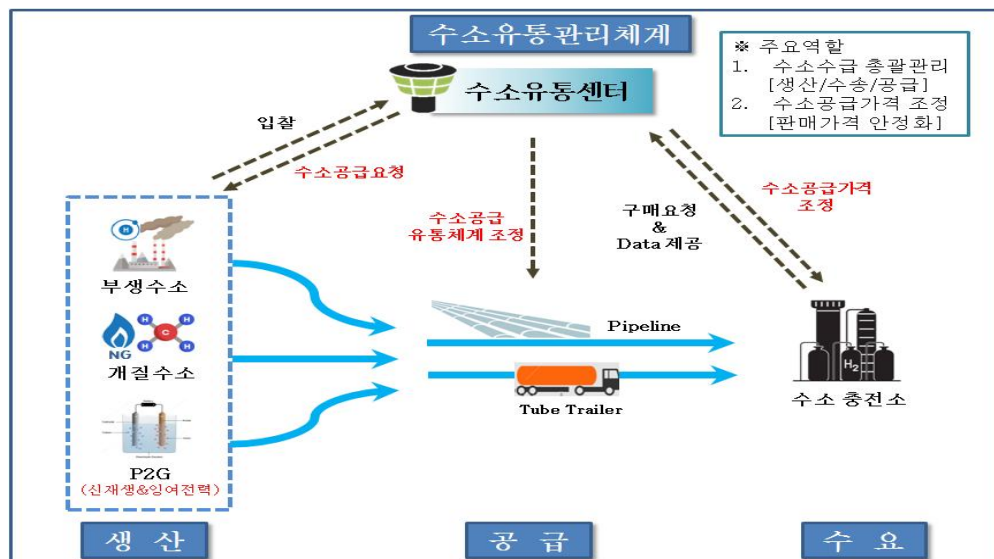 수소유통관리체계
수소유통센터
※ 주요역할
1. 수소수급 총괄관리
[생산/수송/공급]
2. 수소공급가격 조정
[판매가격 안정화]
입찰
수소공급요청
수소공급
유통체계 조정
구매요청
&
Data 제공
수소공급가격
조정
H
부생수소
NG
H
H
C
H
H
개질수소
P2G
(신재생&잉여전력)
Pipeline
Tube Trailer
H2
수소 충전소
생 산
공 급
수 요